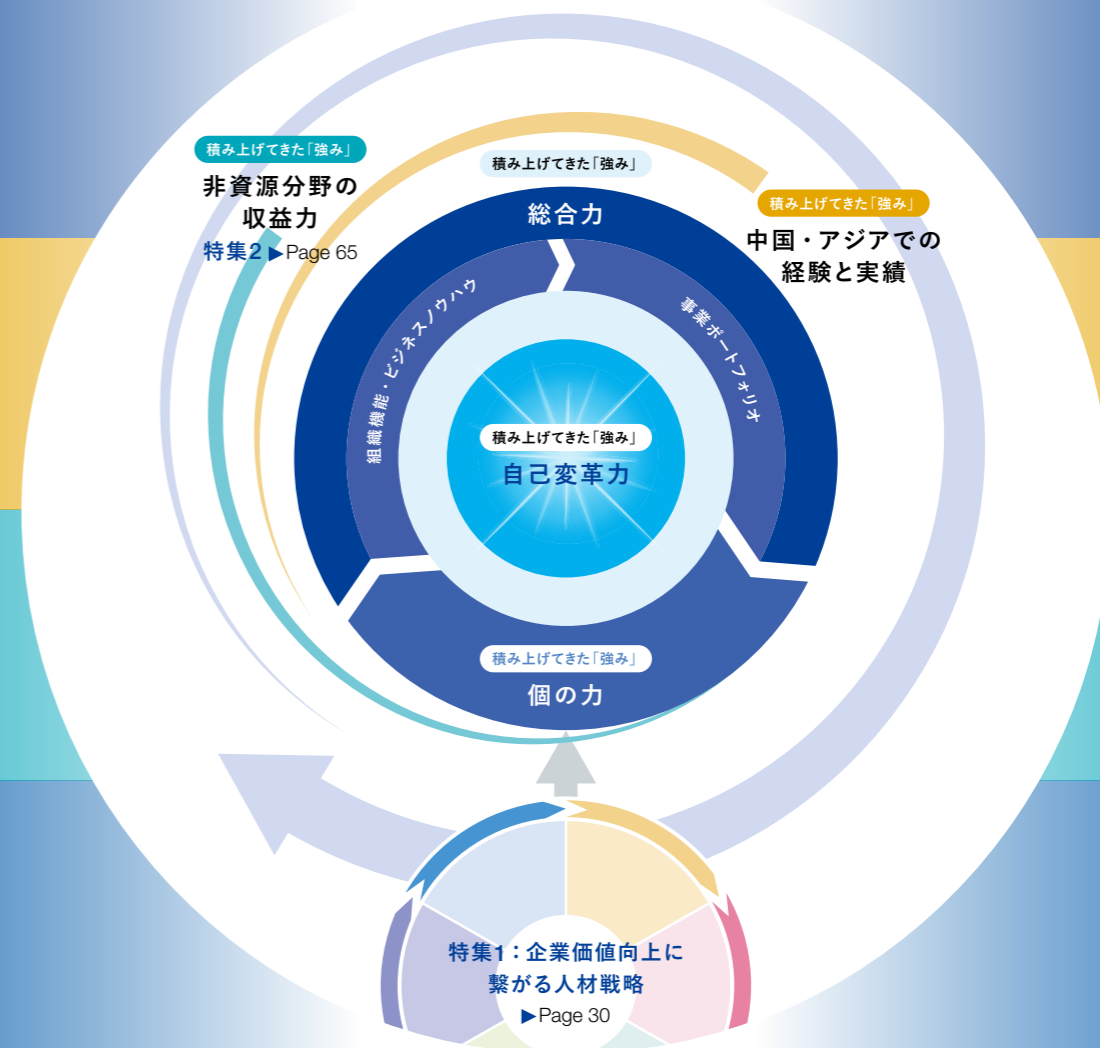 積み上げてきた「強み」
非資源分野の
収益力
特集2 ▶Page 65
積み上げてきた「強み」
総合力
積み上げてきた「強み」
中国・アジアでの
経験と実績
組織機能・ビジネスノウハウ
事業ポートフォリオ
積み上げてきた「強み」
自己変革力
積み上げてきた「強み」
個の力
特集1：企業価値向上に
繋がる人材戦略
▶Page 30